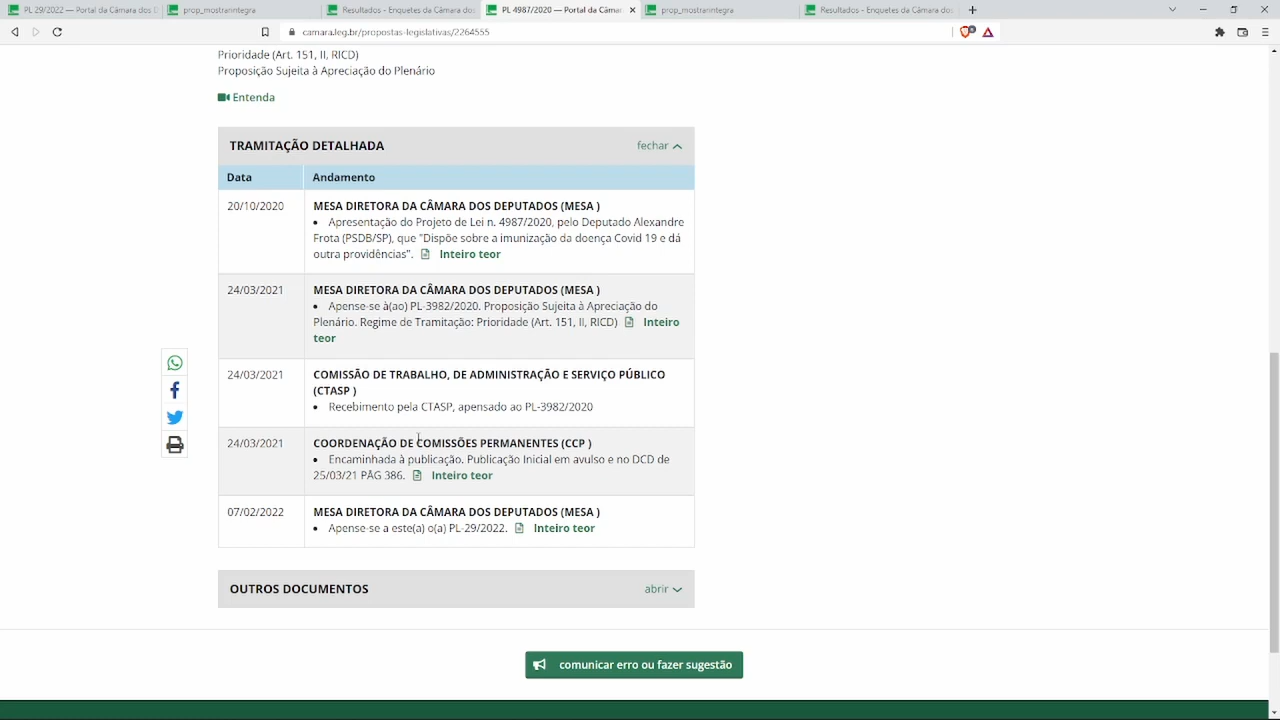 PL 29/2022 — Portal da Câmara dos D
prop_mostrarintegra
Resultados - Enquetes da Câmara dos
PL 4987/2020 — Portal da Câmar
prop_mostrarintegra
Resultados - Enquetes da Câmara dos
camara.leg.br/propostas-legislativas/2264555
Prioridade (Art. 151, II, RICD)
Proposição Sujeita à Apreciação do Plenário
Entenda
TRAMITAÇÃO DETALHADA
fechar
Data
Andamento
20/10/2020
MESA DIRETORA DA CÂMARA DOS DEPUTADOS (MESA )
• Apresentação do Projeto de Lei n. 4987/2020, pelo Deputado Alexandre
Frota (PSDB/SP), que "Dispõe sobre a imunização da doença Covid 19 e dá
outra providências".
Inteiro teor
24/03/2021
MESA DIRETORA DA CÂMARA DOS DEPUTADOS (MESA )
• Apense-se à(ao) PL-3982/2020. Proposição Sujeita à Apreciação do
Plenário. Regime de Tramitação: Prioridade (Art. 151, II, RICD)
Inteiro
teor
24/03/2021
COMISSÃO DE TRABALHO, DE ADMINISTRAÇÃO E SERVIÇO PÚBLICO
(CTASP )
• Recebimento pela CTASP, apensado ao PL-3982/2020
24/03/2021
COORDENAÇÃO DE COMISSÕES PERMANENTES (CCP )
• Encaminhada à publicação. Publicação Inicial em avulso e no DCD de
25/03/21 PÁG 386.
Inteiro teor
07/02/2022
MESA DIRETORA DA CÂMARA DOS DEPUTADOS (MESA )
• Apense-se a este(a) o(a) PL-29/2022.
Inteiro teor
OUTROS DOCUMENTOS
abrir
comunicar erro ou fazer sugestão